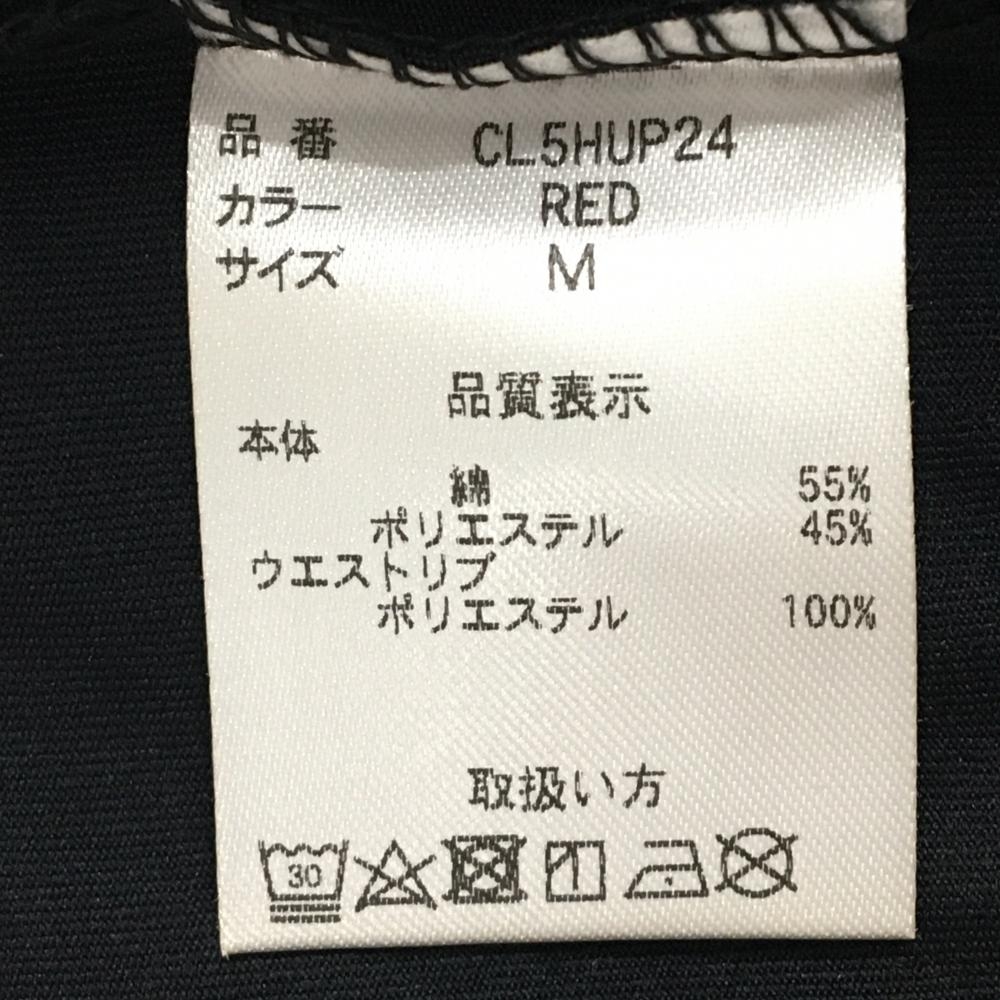 品番 CL5HUP24
カラー RED
サイズ M
品質表示
本体
綿 55%
ポリエステル 45%
ウエストリブ
ポリエステル 100%
取扱い方
30